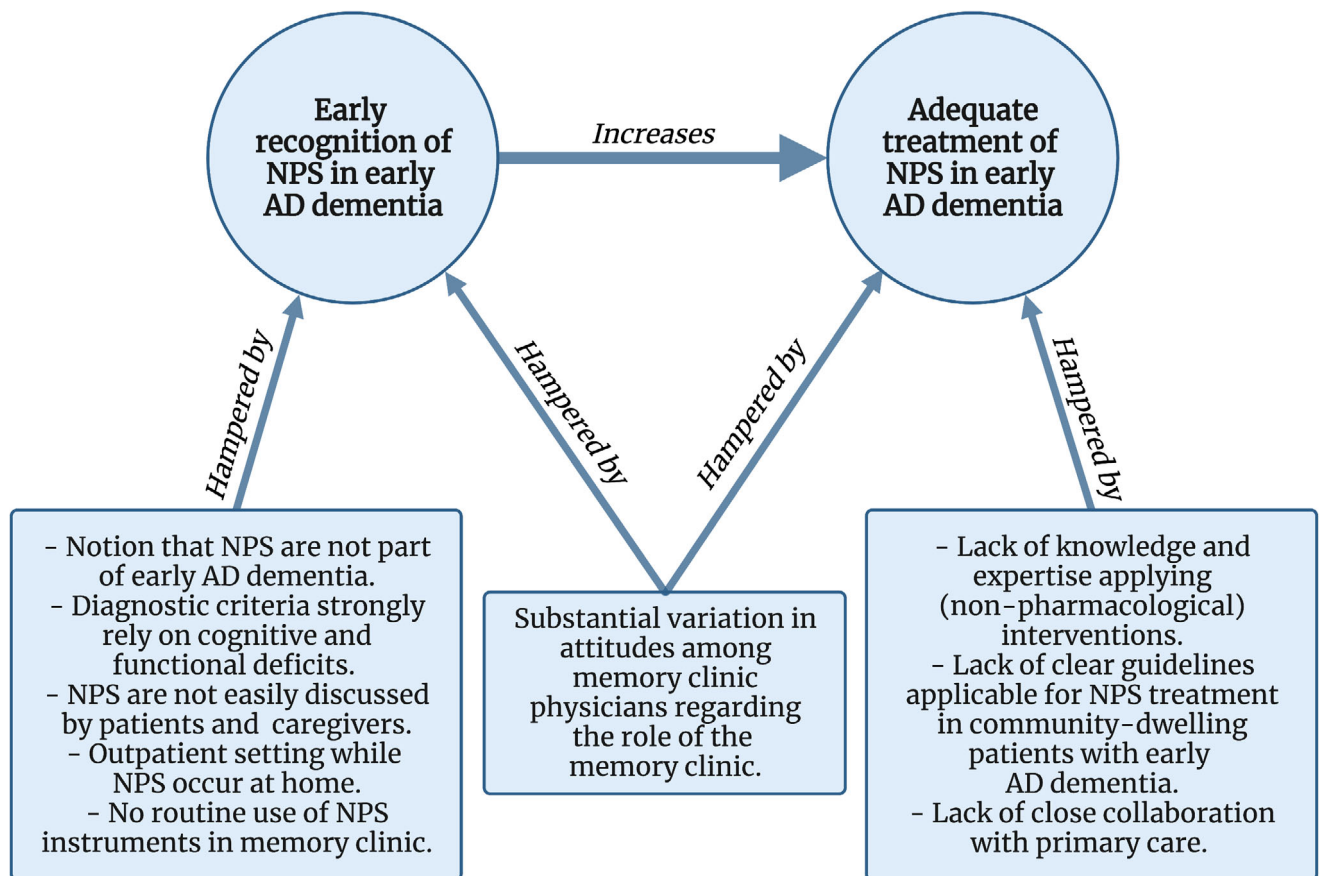 Early
recognition of
NPS in early
AD dementia
Increases
Adequate
treatment of
NPS in early
AD dementia
Hampered by
Hampered by
Hampered by
Hampered by
- Notion that NPS are not part
of early AD dementia.
- Diagnostic criteria strongly
rely on cognitive and
functional deficits.
- NPS are not easily discussed
by patients and caregivers.
- Outpatient setting while
NPS occur at home.
- No routine use of NPS
instruments in memory clinic.
Substantial variation in
attitudes among
memory clinic
physicians regarding
the role of the
memory clinic.
- Lack of knowledge and
expertise applying
(non-pharmacological)
interventions.
- Lack of clear guidelines
applicable for NPS treatment
in community-dwelling
patients with early
AD dementia.
- Lack of close collaboration
with primary care.